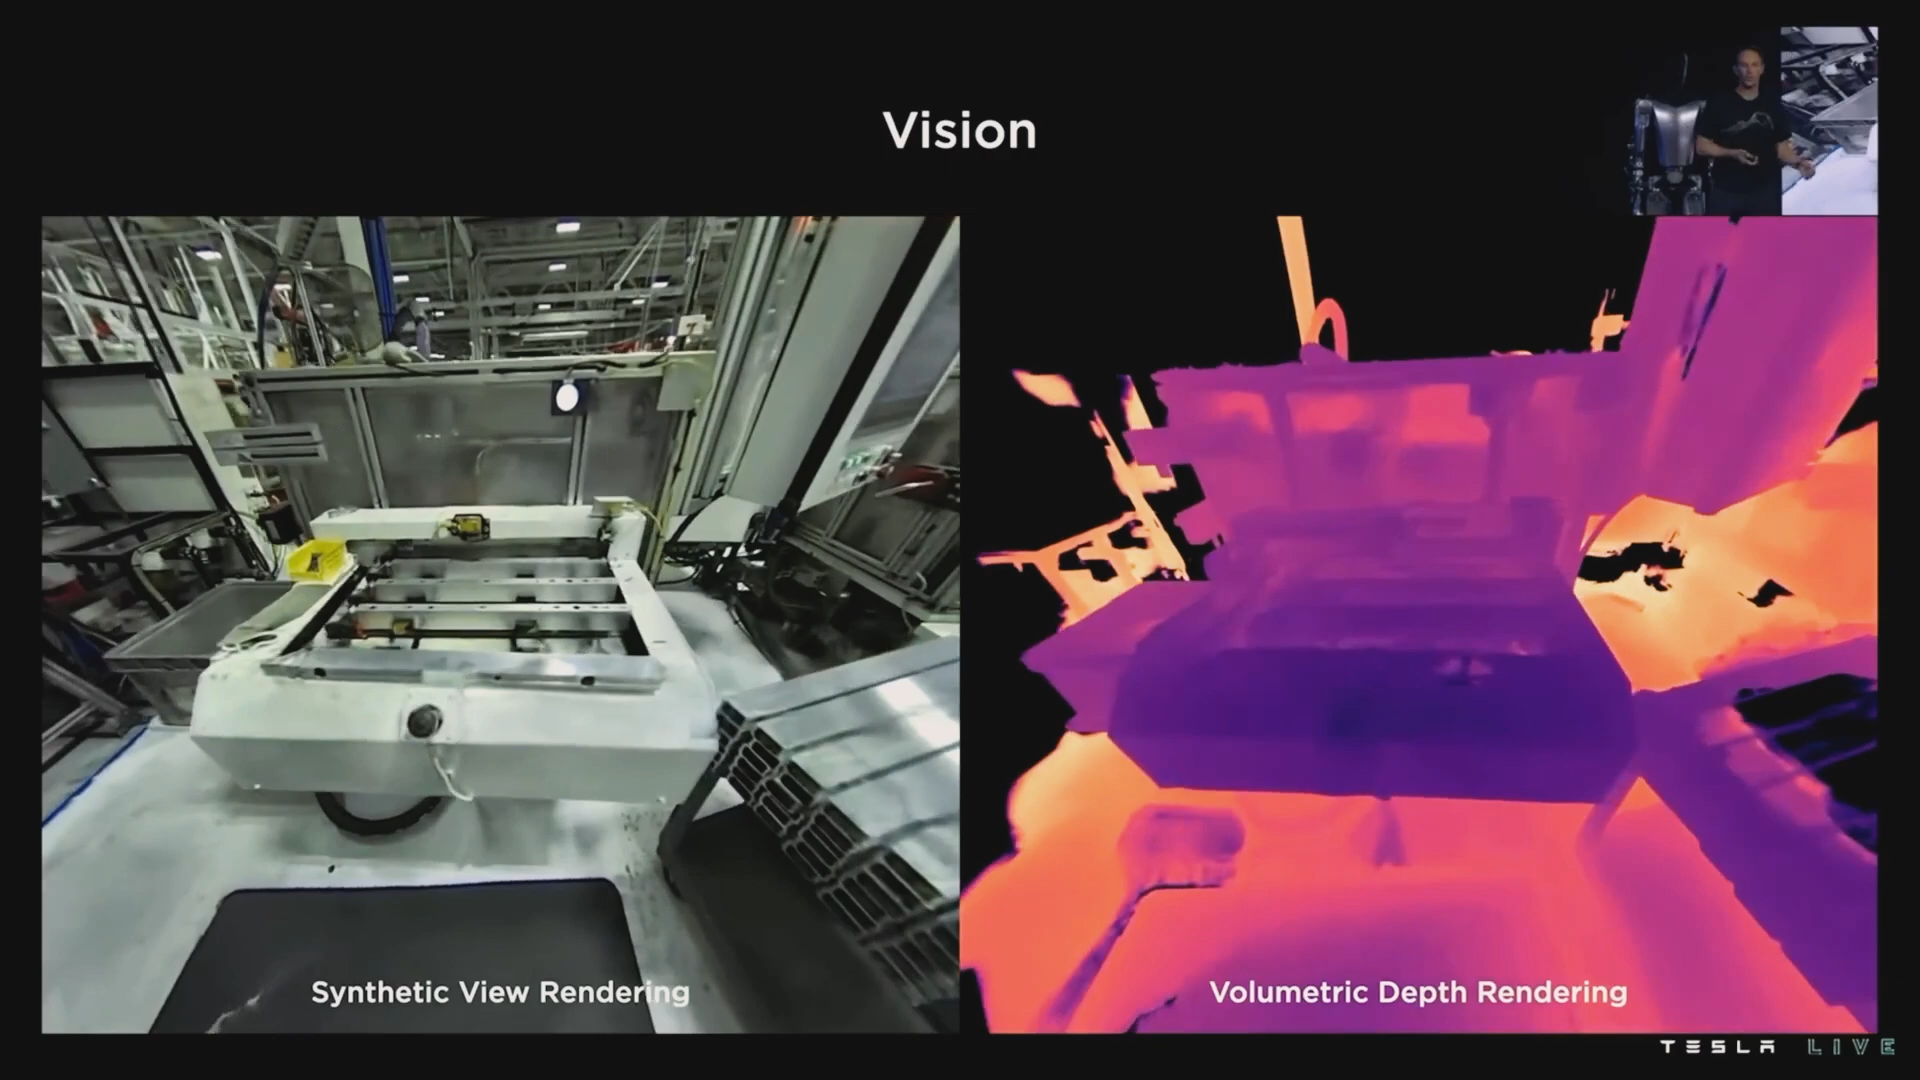 Vision
Synthetic View Rendering
Volumetric Depth Rendering
TESLA LIVE